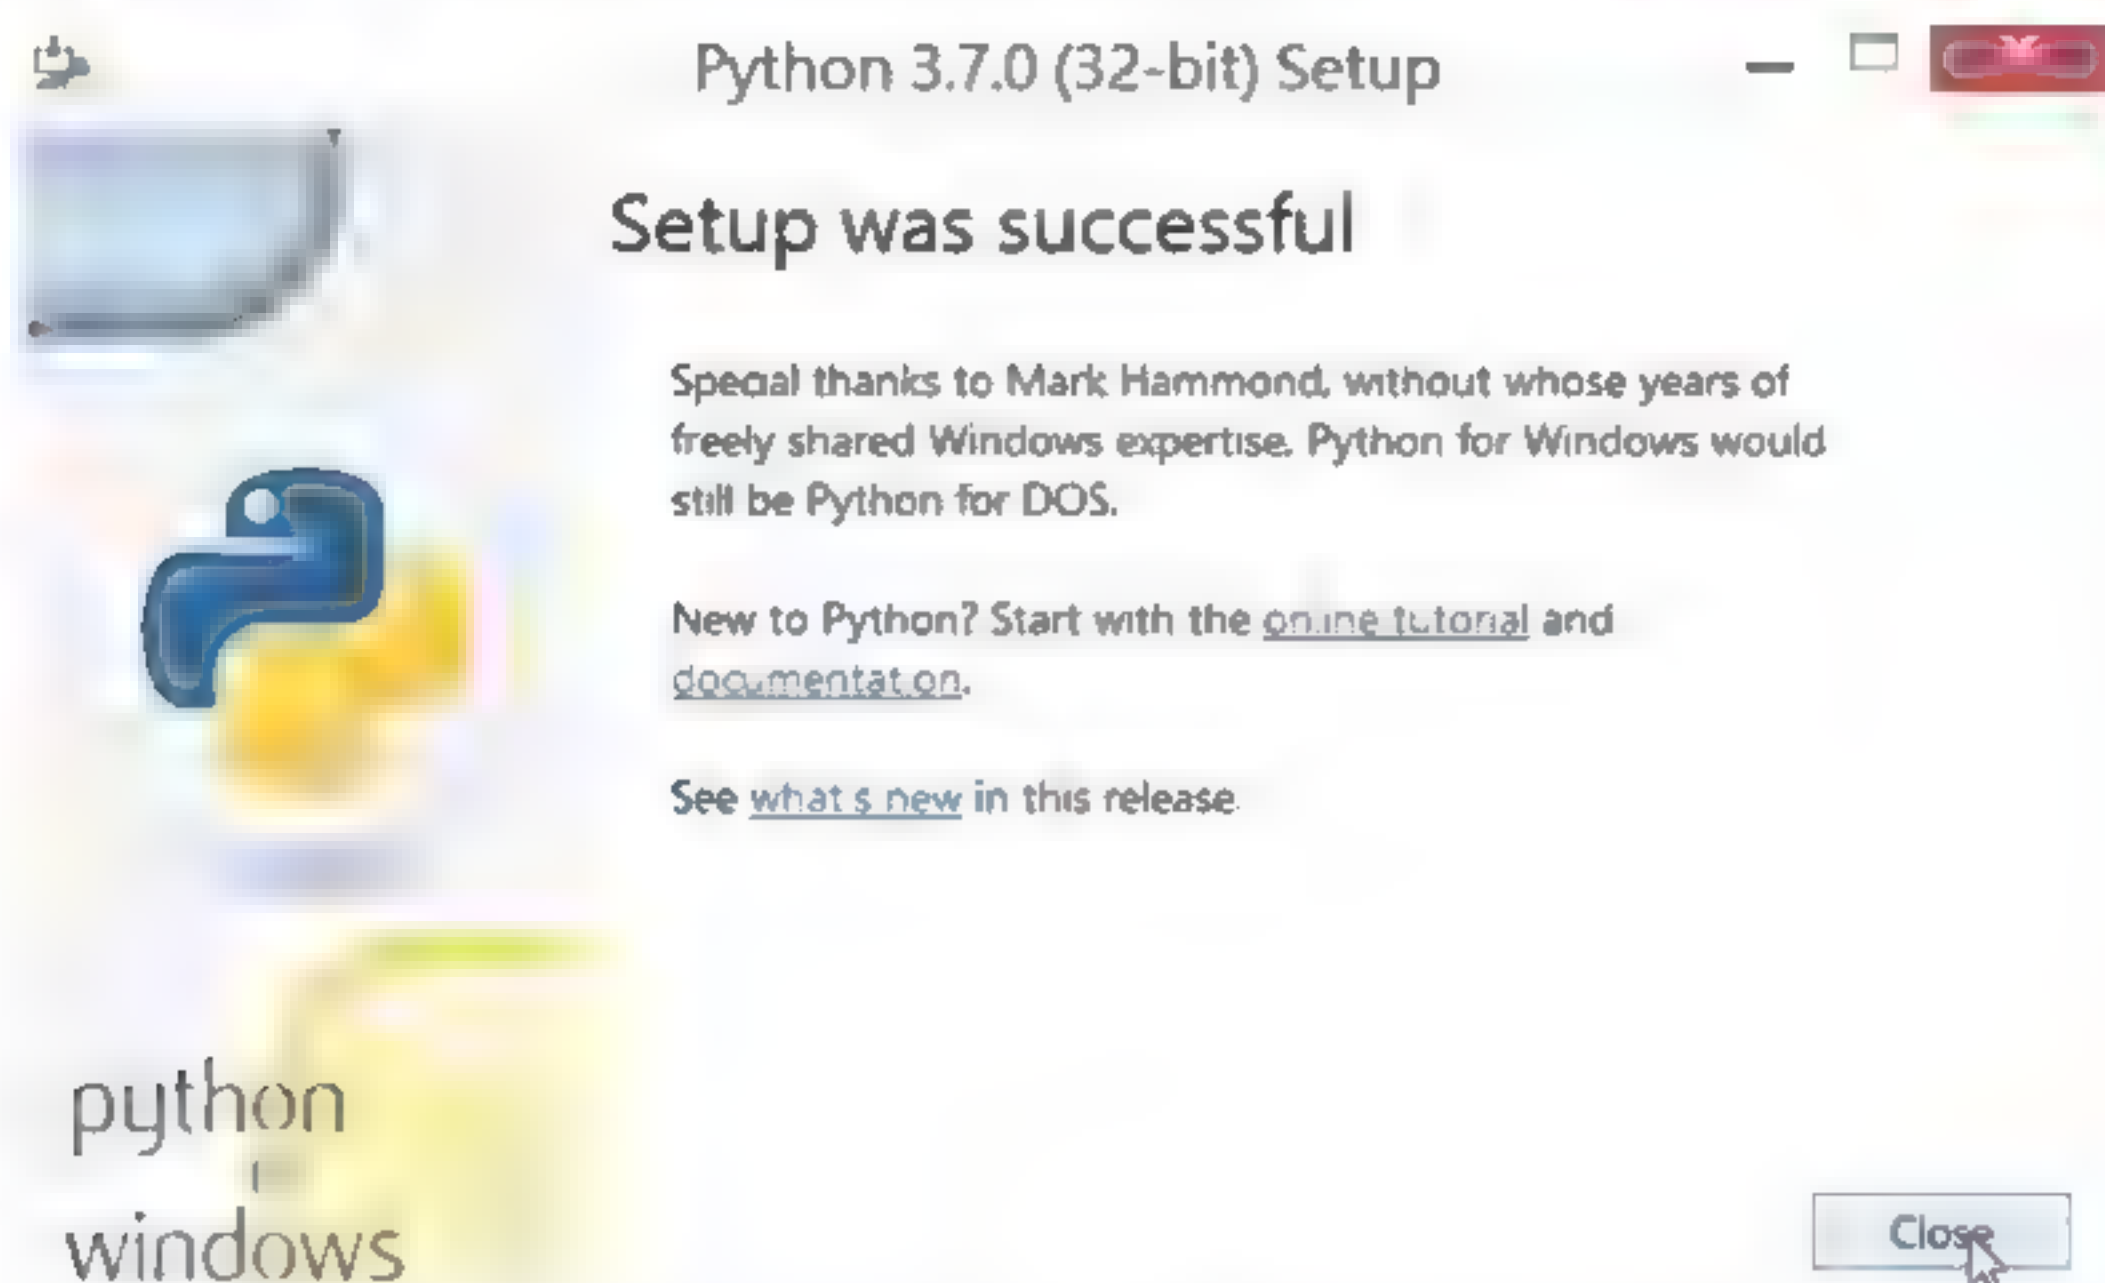 Python 3.7.0 (32-bit) Setup
Setup was successful
Special thanks to Mark Hammond, without whose years of
freely shared Windows expertise, Python for Windows would
still be Python for DOS.
New to Python? Start with the online tutorial and
documentation.
See what's new in this release.
python
windows
Close